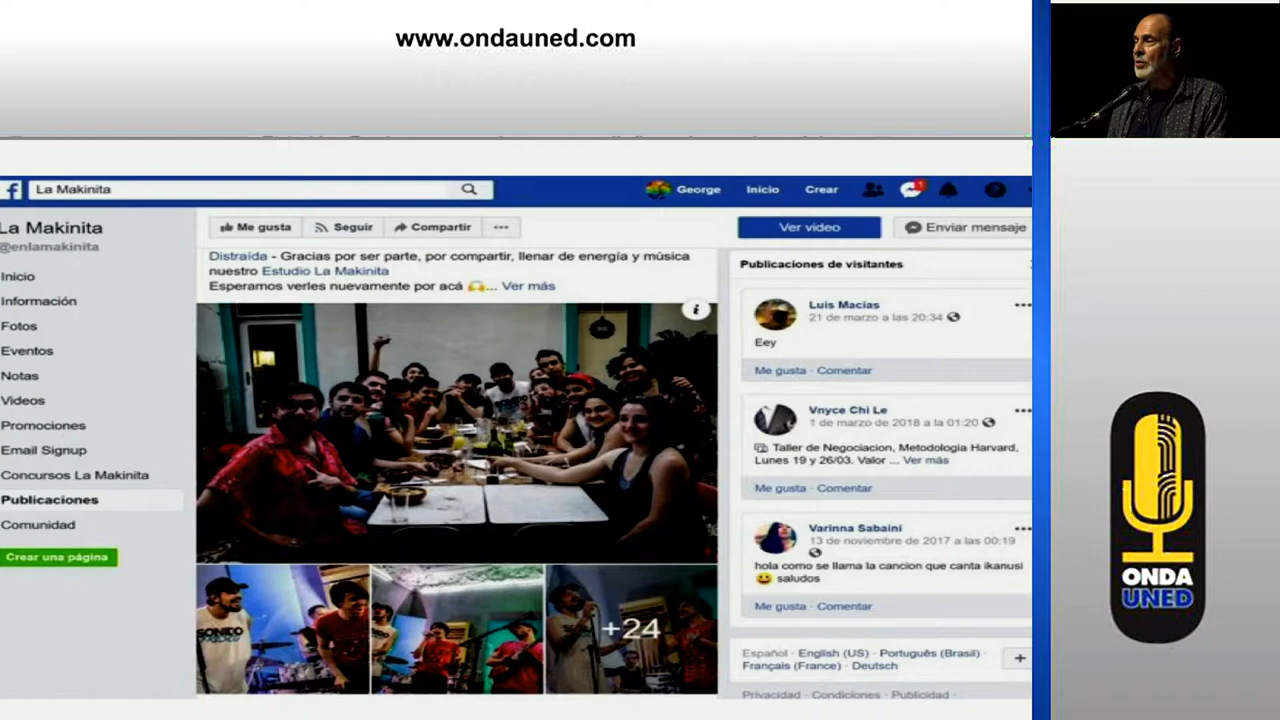 www.ondauned.com
La Makinita
George
Inicio
Crear
1
La Makinita
@enlamakinita
Inicio
Información
Fotos
Eventos
Notas
Videos
Promociones
Email Signup
Concursos La Makinita
Publicaciones
Comunidad
Crear una página
Me gusta
Seguir
Compartir
...
Ver video
Enviar mensaje
Distraída - Gracias por ser parte, por compartir, llenar de energía y música
nuestro Estudio La Makinita
Esperamos verles nuevamente por acá 🙌... Ver más
SONIDO
+24
Publicaciones de visitantes
Luis Macias
21 de marzo a las 20:34
Eey
Me gusta · Comentar
Vnyce Chi Le
1 de marzo de 2018 a la 01:20
Taller de Negociacion, Metodologia Harvard,
Lunes 19 y 26/03. Valor ... Ver más
Me gusta · Comentar
Varinna Sabaini
13 de noviembre de 2017 a las 00:19
hola como se llama la cancion que canta ikanusi
😀 saludos
Me gusta · Comentar
Español · English (US) · Português (Brasil) ·
Français (France) · Deutsch
Privacidad · Condiciones · Publicidad ·
ONDA
UNED